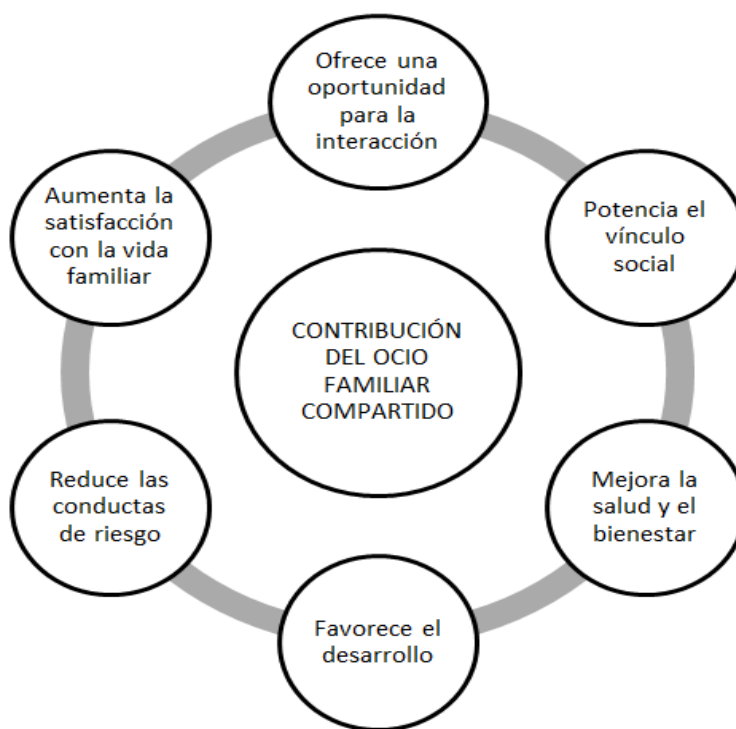 Ofrece una
oportunidad
para la
interacción
Potencia el
vínculo
social
Mejora la
salud y el
bienestar
Favorece el
desarrollo
Reduce las
conductas
de riesgo
Aumenta la
satisfacción
con la vida
familiar
CONTRIBUCIÓN
DEL OCIO
FAMILIAR
COMPARTIDO